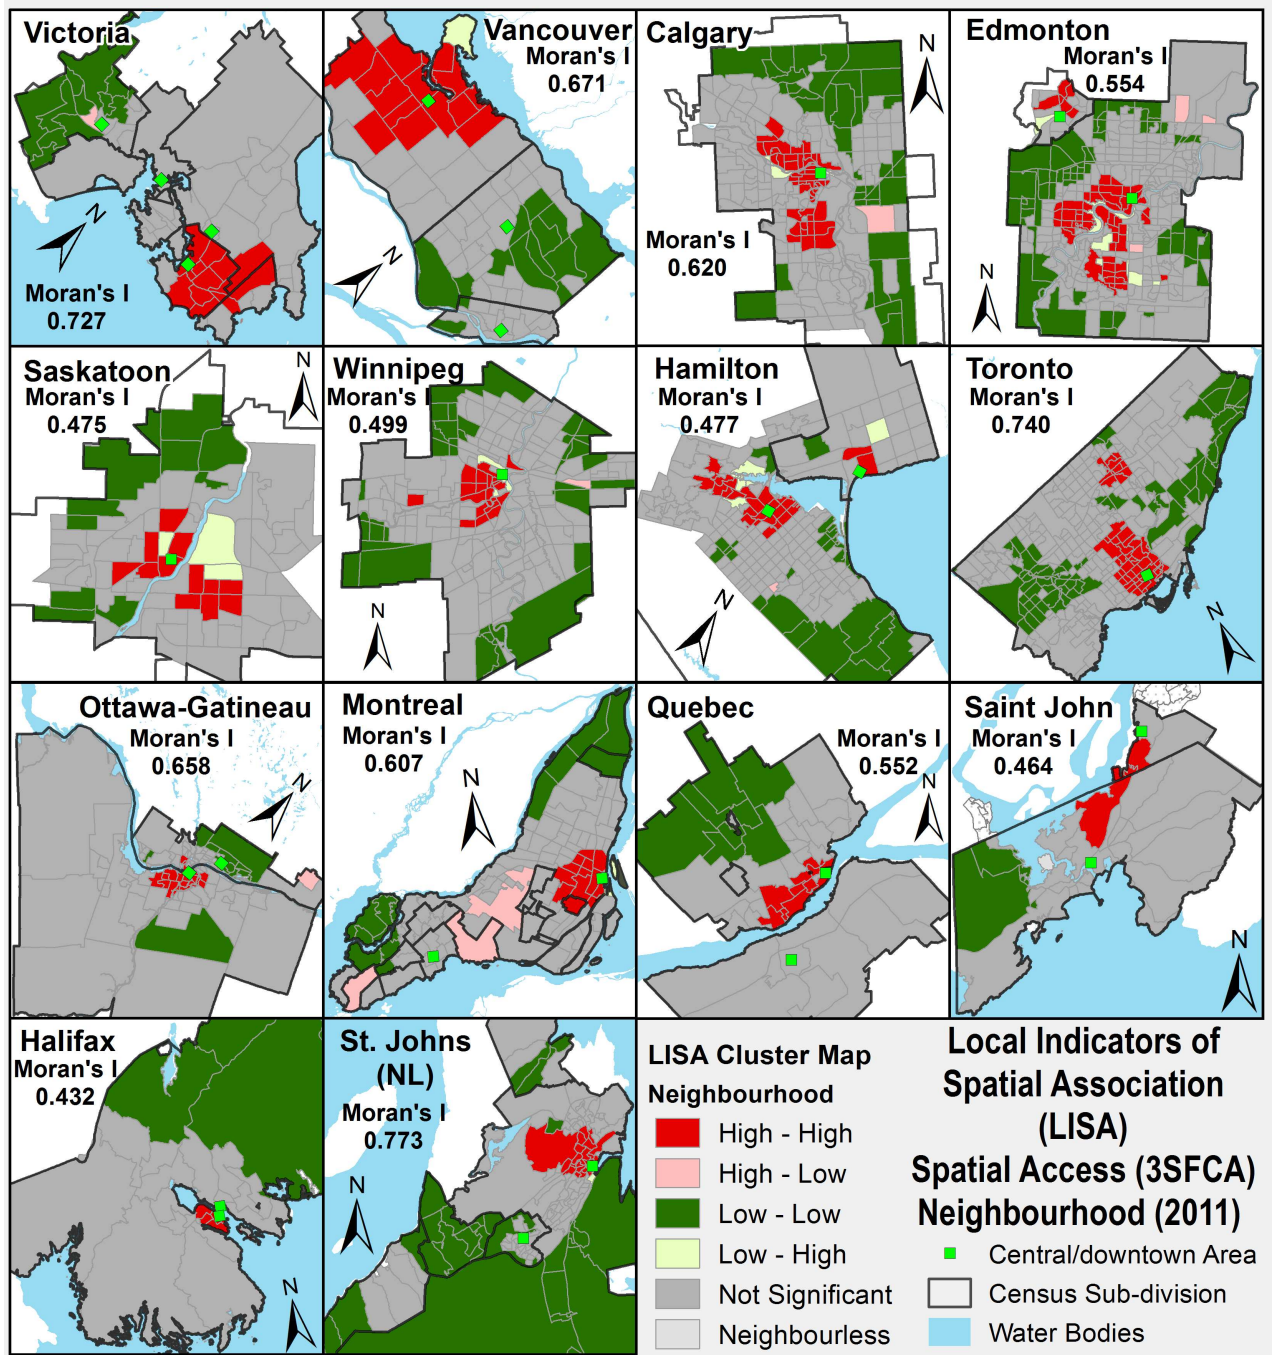 Victoria
N
Moran's I
0.727
Vancouver
Moran's I
0.671
N
Calgary
N
Moran's I
0.620
Edmonton
Moran's I
0.554
N
Saskatoon
Moran's I
0.475
N
Winnipeg
Moran's I
0.499
N
Hamilton
Moran's I
0.477
N
Toronto
Moran's I
0.740
N
Ottawa-Gatineau
Moran's I
0.658
N
Montreal
Moran's I
0.607
N
Quebec
Moran's I
0.552
N
Saint John
Moran's I
0.464
N
Halifax
Moran's I
0.432
N
St. Johns
(NL)
Moran's I
0.773
N
LISA Cluster Map
Neighbourhood
High - High
High - Low
Low - Low
Low - High
Not Significant
Neighbourless
Local Indicators of
Spatial Association
(LISA)
Spatial Access (3SFCA)
Neighbourhood (2011)
Central/downtown Area
Census Sub-division
Water Bodies